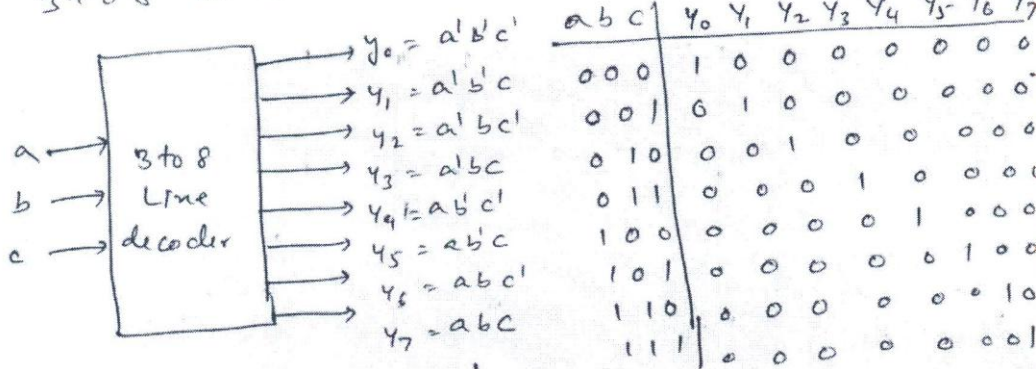 3 to 8
a
b
c
3 to 8
Line
decoder
y₀ = a'b'c'
y₁ = a'b'c
y₂ = a'bc'
y₃ = a'bc
y₄ = ab'c'
y₅ = ab'c
y₆ = abc'
y₇ = abc
a b c | y₀ y₁ y₂ y₃ y₄ y₅ y₆ y₇
0 0 0 | 1 0 0 0 0 0 0 0
0 0 1 | 0 1 0 0 0 0 0 0
0 1 0 | 0 0 1 0 0 0 0 0
0 1 1 | 0 0 0 1 0 0 0 0
1 0 0 | 0 0 0 0 1 0 0 0
1 0 1 | 0 0 0 0 0 1 0 0
1 1 0 | 0 0 0 0 0 0 1 0
1 1 1 | 0 0 0 0 0 0 0 1